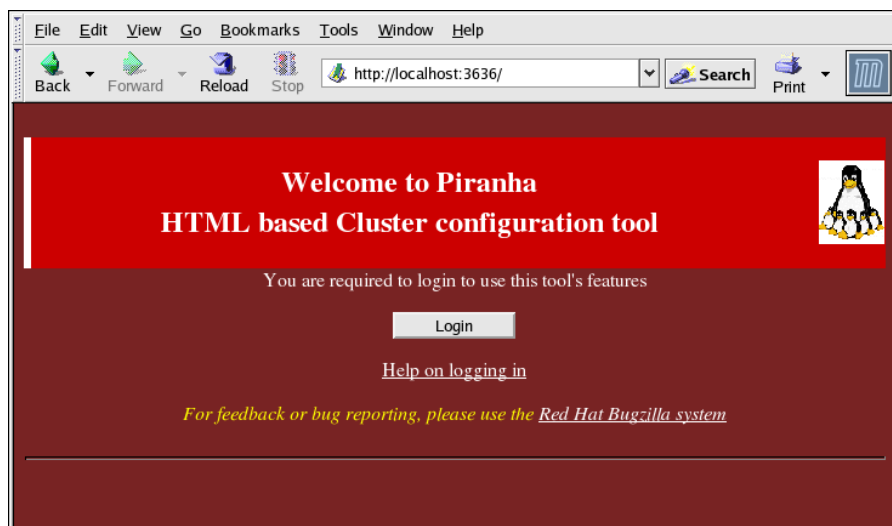 File Edit View Go Bookmarks Tools Window Help
Back Forward Reload Stop http://localhost:3636/ Search Print
Welcome to Piranha
HTML based Cluster configuration tool
You are required to login to use this tool's features
Login
Help on logging in
For feedback or bug reporting, please use the Red Hat Bugzilla system